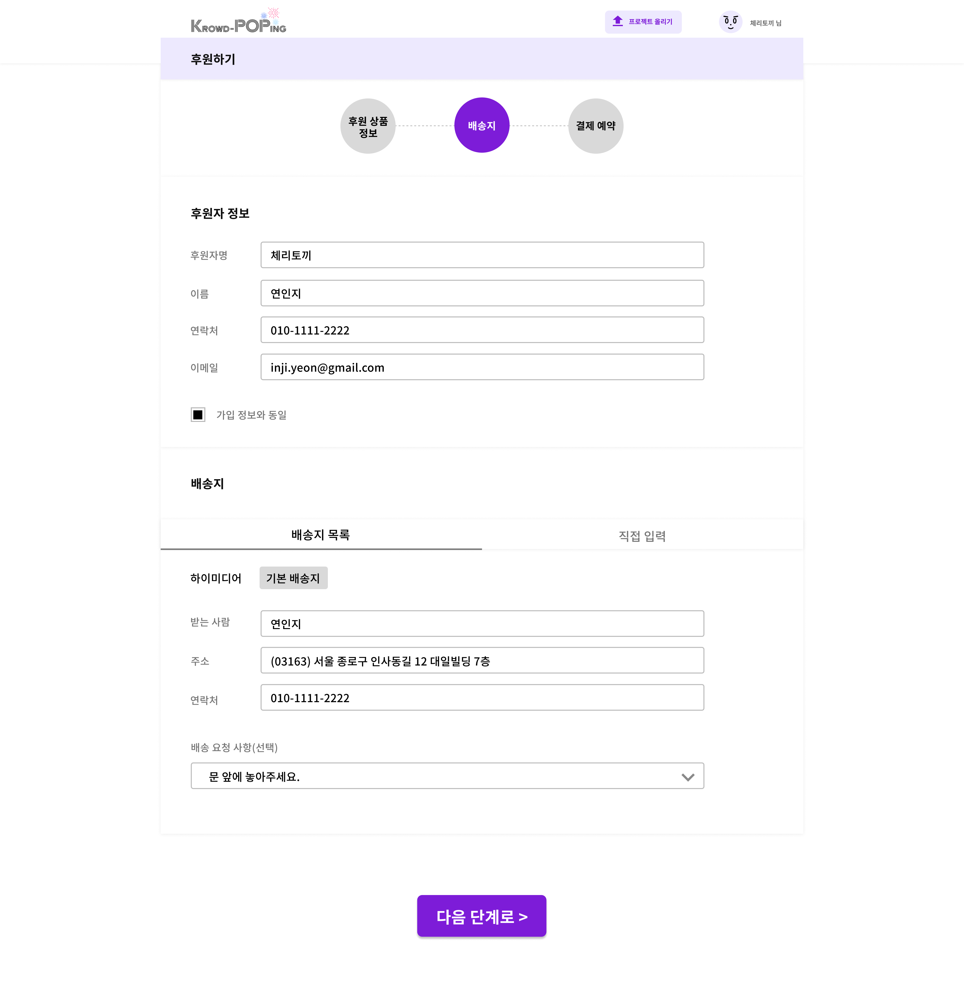 KROWD-POPING
프로젝트 올리기
체리토끼 님
후원하기
후원 상품
정보
배송지
결제 예약
후원자 정보
후원자명
체리토끼
이름
연인지
연락처
010-1111-2222
이메일
inji.yeon@gmail.com
가입 정보와 동일
배송지
배송지 목록
직접 입력
하이미디어
기본 배송지
받는 사람
연인지
주소
(03163) 서울 종로구 인사동길 12 대일빌딩 7층
연락처
010-1111-2222
배송 요청 사항(선택)
문 앞에 놓아주세요.
다음 단계로 >